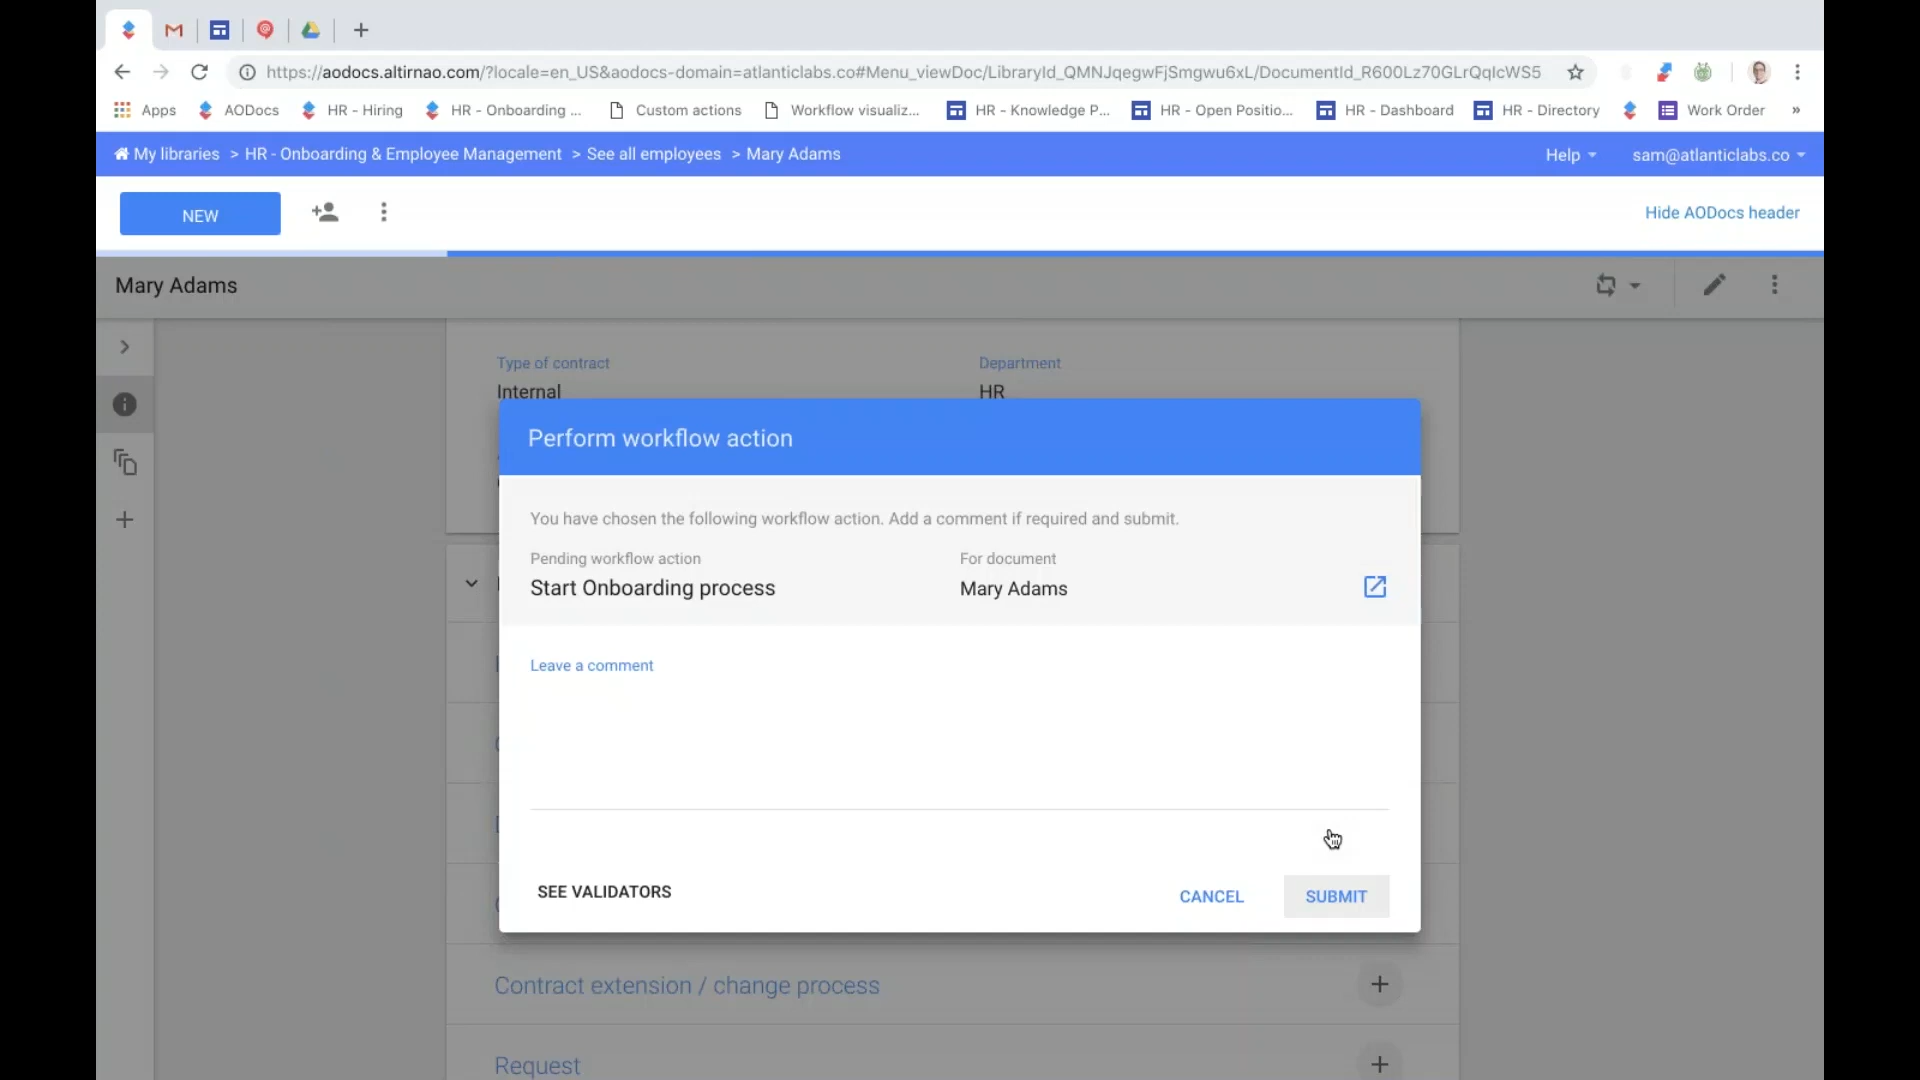 https://aodocs.altirnao.com/?locale=en_US&aodocs-domain=atlanticlabs.co#Menu_viewDoc/LibraryId_QMNJqegwFjSmgwu6xL/DocumentId_R600Lz70GLrQqIcWS5
Apps AODocs HR - Hiring HR - Onboarding ... Custom actions Workflow visualiz... HR - Knowledge P... HR - Open Positio... HR - Dashboard HR - Directory Work Order »
My libraries > HR - Onboarding & Employee Management > See all employees > Mary Adams Help sam@atlanticlabs.co
NEW Hide AODocs header
Mary Adams
Type of contract Department
Internal HR
Perform workflow action
You have chosen the following workflow action. Add a comment if required and submit.
Pending workflow action For document
Start Onboarding process Mary Adams
Leave a comment
SEE VALIDATORS CANCEL SUBMIT
Contract extension / change process
Request